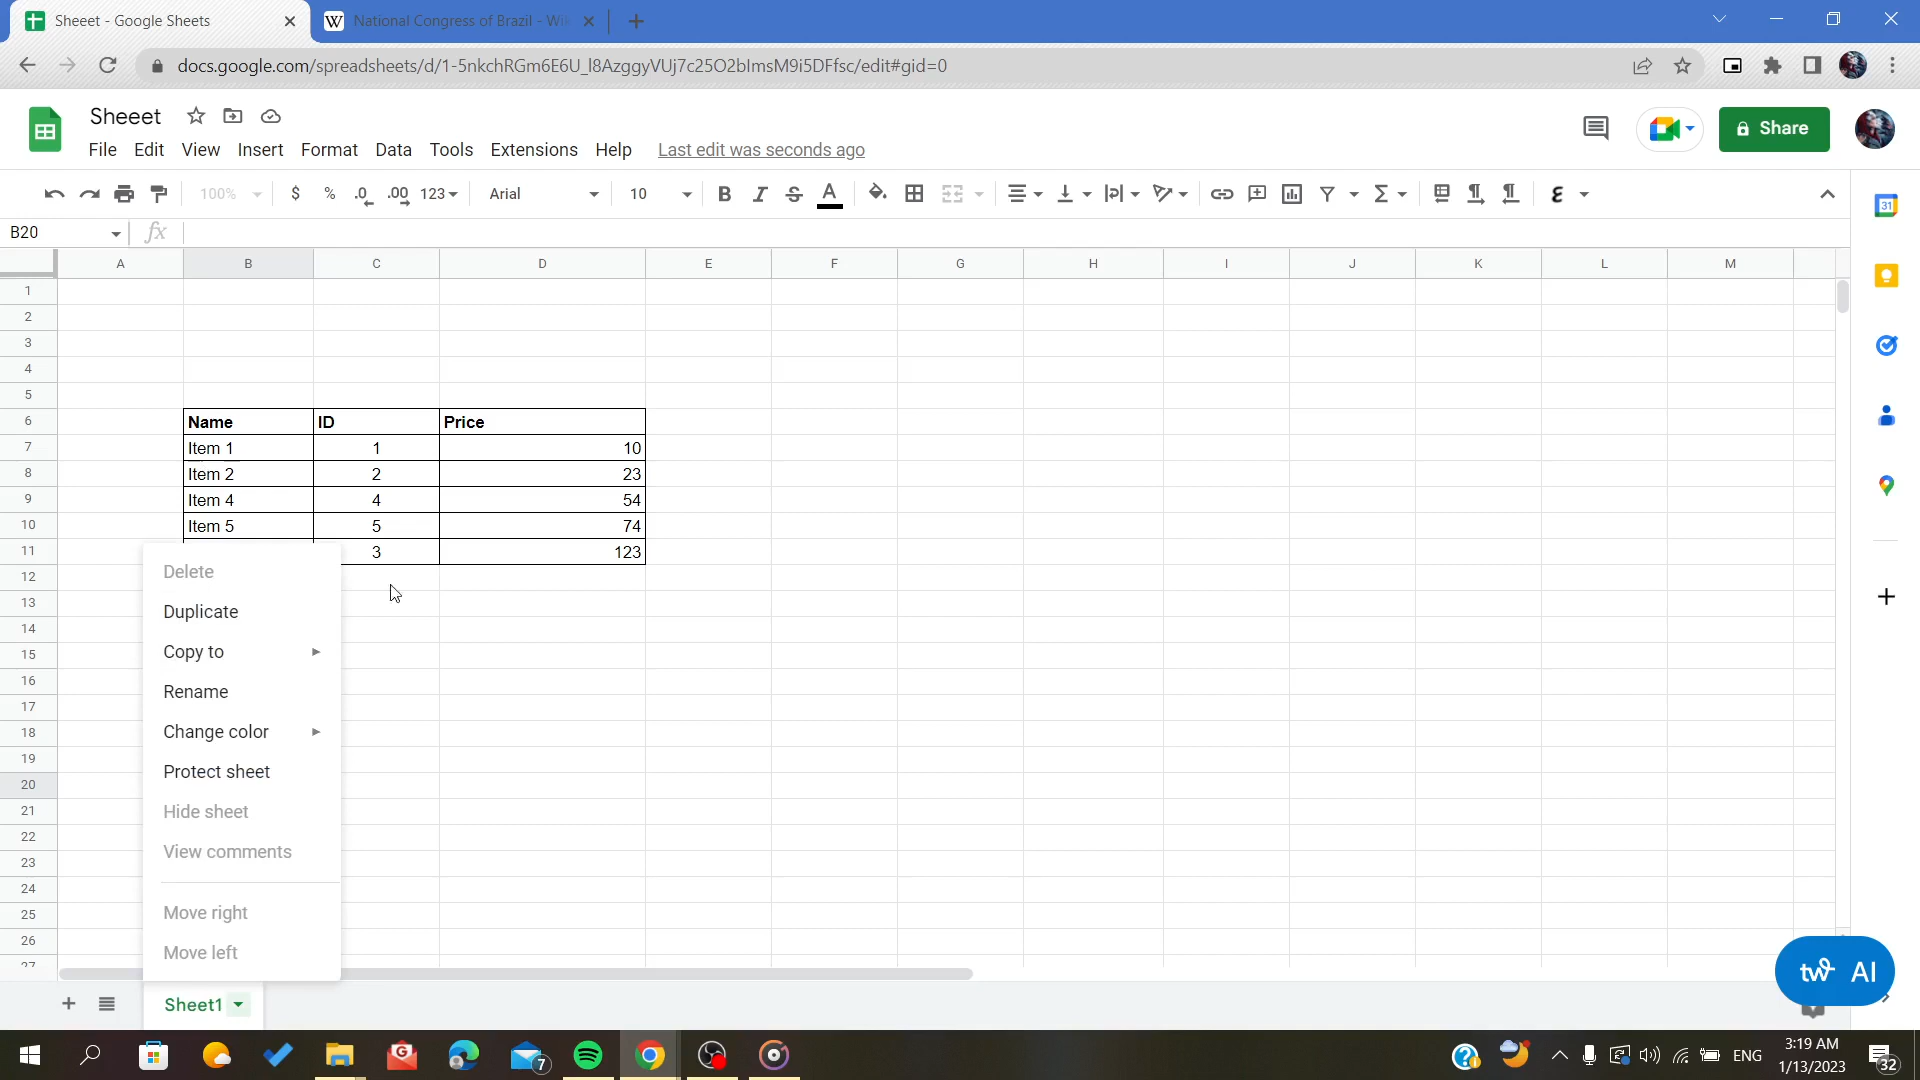 Sheeet - Google Sheets
National Congress of Brazil - Wi
docs.google.com/spreadsheets/d/1-5nkchRGm6E6U_l8AzggyVUj7c25O2bImsM9i5DFfsc/edit#gid=0
Sheeet
File Edit View Insert Format Data Tools Extensions Help Last edit was seconds ago
Share
100% $ % .0 .00 123 Arial 10 B I S A
B20 fx
A B C D E F G H I J K L M
1
2
3
4
5
6 Name ID Price
7 Item 1 1 10
8 Item 2 2 23
9 Item 4 4 54
10 Item 5 5 74
11 3 123
12 Delete
13 Duplicate
14
15 Copy to
16 Rename
17
18 Change color
19 Protect sheet
20
21 Hide sheet
22
23 View comments
24
25 Move right
26 Move left
27
Sheet1
AI
7
ENG 3:19 AM
1/13/2023
32